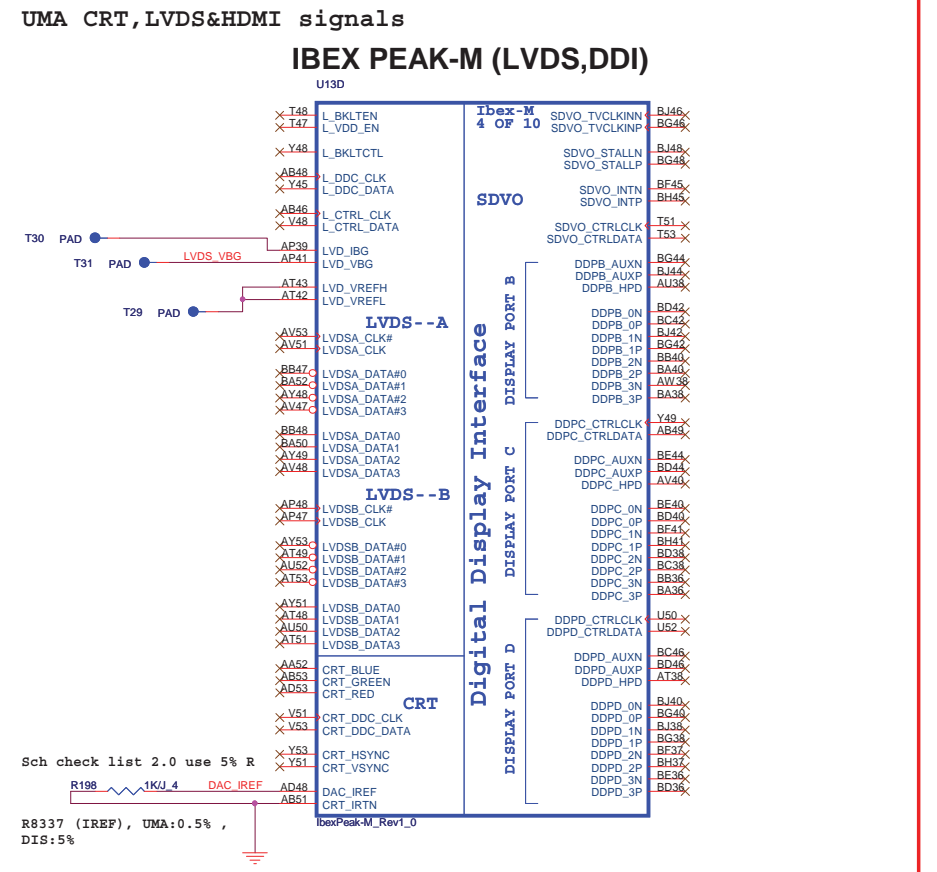 UMA CRT,LVDS&HDMI signals
IBEX PEAK-M (LVDS,DDI)
U13D
Ibex-M
4 OF 10
T48 L_BKLTEN
T47 L_VDD_EN
Y48 L_BKLTCTL
AB48 L_DDC_CLK
Y45 L_DDC_DATA
AB46 L_CTRL_CLK
V48 L_CTRL_DATA
T30 PAD AP39 LVD_IBG
T31 PAD LVDS_VBG AP41 LVD_VBG
AT43 LVD_VREFH
AT42 LVD_VREFL
T29 PAD
LVDS--A
AV53 LVDSA_CLK#
AV51 LVDSA_CLK
BB47 LVDSA_DATA#0
BA52 LVDSA_DATA#1
AY48 LVDSA_DATA#2
AV47 LVDSA_DATA#3
BB48 LVDSA_DATA0
BA50 LVDSA_DATA1
AY49 LVDSA_DATA2
AV48 LVDSA_DATA3
LVDS--B
AP48 LVDSB_CLK#
AP47 LVDSB_CLK
AY53 LVDSB_DATA#0
AT49 LVDSB_DATA#1
AU52 LVDSB_DATA#2
AT53 LVDSB_DATA#3
AY51 LVDSB_DATA0
AT48 LVDSB_DATA1
AU50 LVDSB_DATA2
AT51 LVDSB_DATA3
AA52 CRT_BLUE
AB53 CRT_GREEN
AD53 CRT_RED
CRT
V51 CRT_DDC_CLK
V53 CRT_DDC_DATA
Y53 CRT_HSYNC
Y51 CRT_VSYNC
Sch check list 2.0 use 5% R
R198 1K/J_4 DAC_IREF AD48 DAC_IREF
AB51 CRT_IRTN
R8337 (IREF), UMA:0.5% ,
DIS:5%
IbexPeak-M_Rev1_0
Digital Display Interface
SDVO
SDVO_TVCLKINN BJ46
SDVO_TVCLKINP BG46
SDVO_STALLN BJ48
SDVO_STALLP BG48
SDVO_INTN BF45
SDVO_INTP BH45
SDVO_CTRLCLK T51
SDVO_CTRLDATA T53
DISPLAY PORT B
DDPB_AUXN BG44
DDPB_AUXP BJ44
DDPB_HPD AU38
DDPB_0N BD42
DDPB_0P BC42
DDPB_1N BJ42
DDPB_1P BG42
DDPB_2N BB40
DDPB_2P BA40
DDPB_3N AW38
DDPB_3P BA38
DISPLAY PORT C
DDPC_CTRLCLK Y49
DDPC_CTRLDATA AB49
DDPC_AUXN BE44
DDPC_AUXP BD44
DDPC_HPD AV40
DDPC_0N BE40
DDPC_0P BD40
DDPC_1N BF41
DDPC_1P BH41
DDPC_2N BD38
DDPC_2P BC38
DDPC_3N BB36
DDPC_3P BA36
DISPLAY PORT D
DDPD_CTRLCLK U50
DDPD_CTRLDATA U52
DDPD_AUXN BC46
DDPD_AUXP BD46
DDPD_HPD AT38
DDPD_0N BJ40
DDPD_0P BG40
DDPD_1N BJ38
DDPD_1P BG38
DDPD_2N BF37
DDPD_2P BH37
DDPD_3N BE36
DDPD_3P BD36